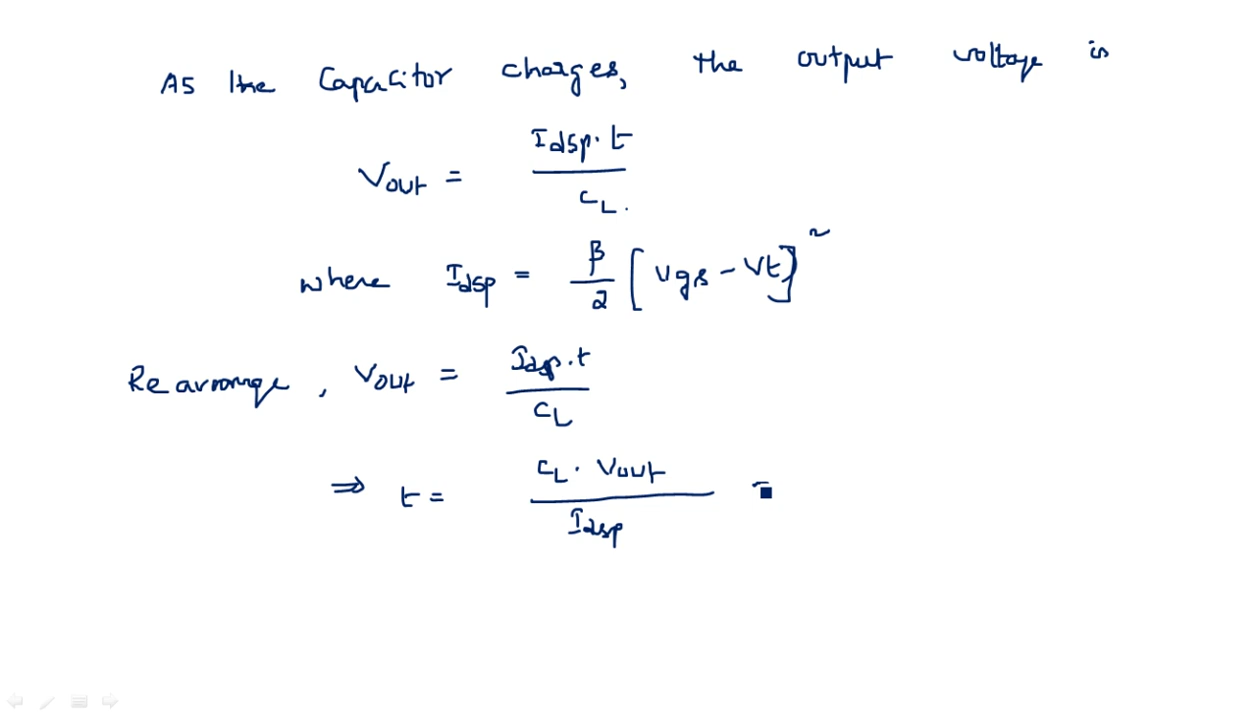 As the Capacitor charges, the output voltage is
Vout = Idsp. t / CL.
where Idsp = β/2 [Vgs - Vt]²
Rearrange, Vout = Idsp.t / CL
⇒ t = CL. Vout / Idsp =